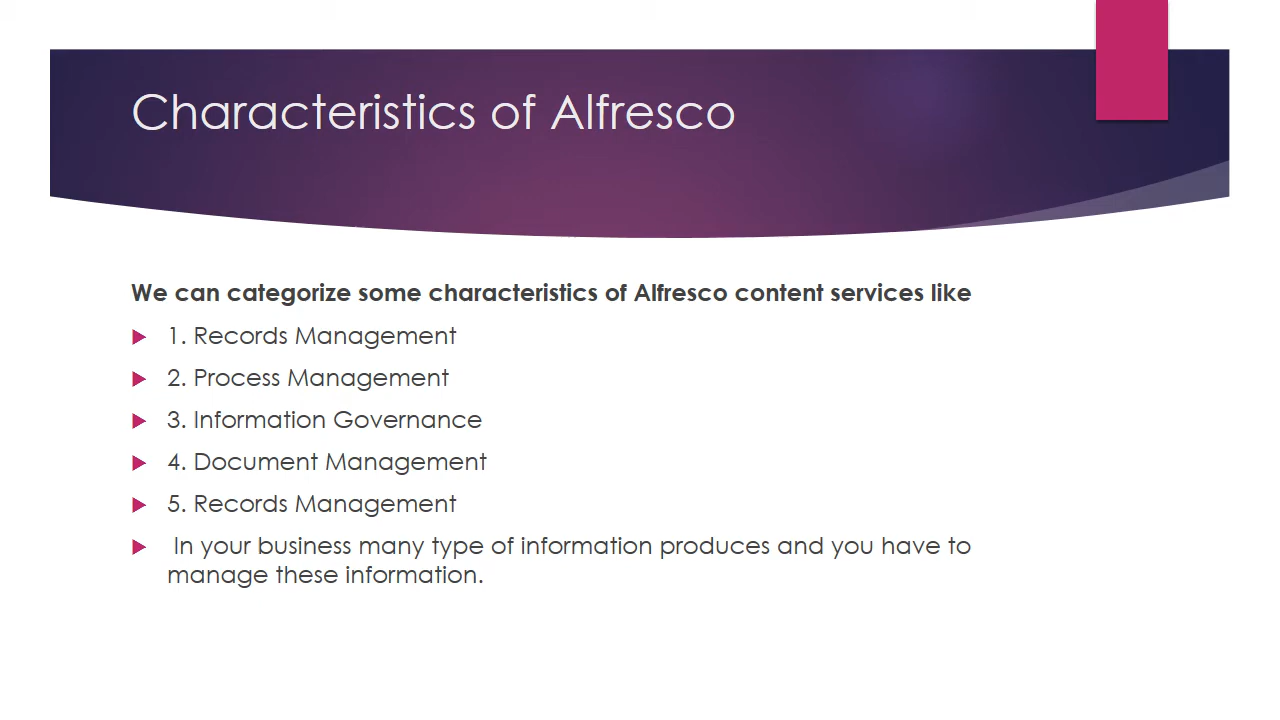 Characteristics of Alfresco
We can categorize some characteristics of Alfresco content services like
1. Records Management
2. Process Management
3. Information Governance
4. Document Management
5. Records Management
In your business many type of information produces and you have to
manage these information.